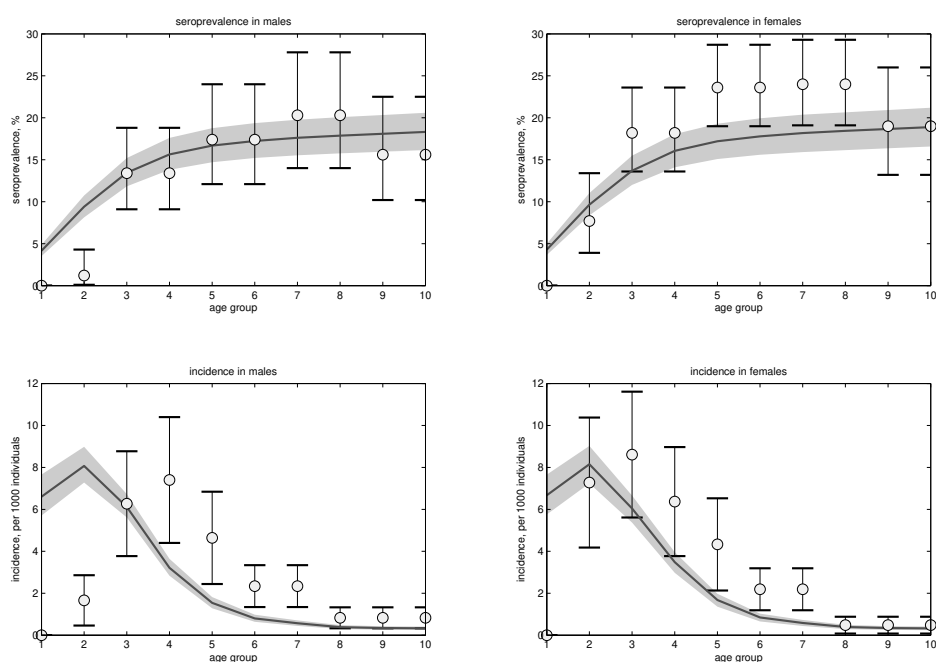 seroprevalence in males
seroprevalence, %
30
25
20
15
10
5
0
1 2 3 4 5 6 7 8 9 10
age group
seroprevalence in females
seroprevalence, %
30
25
20
15
10
5
0
1 2 3 4 5 6 7 8 9 10
age group
incidence in males
incidence, per 1000 individuals
12
10
8
6
4
2
0
1 2 3 4 5 6 7 8 9 10
age group
incidence in females
incidence, per 1000 individuals
12
10
8
6
4
2
0
1 2 3 4 5 6 7 8 9 10
age group